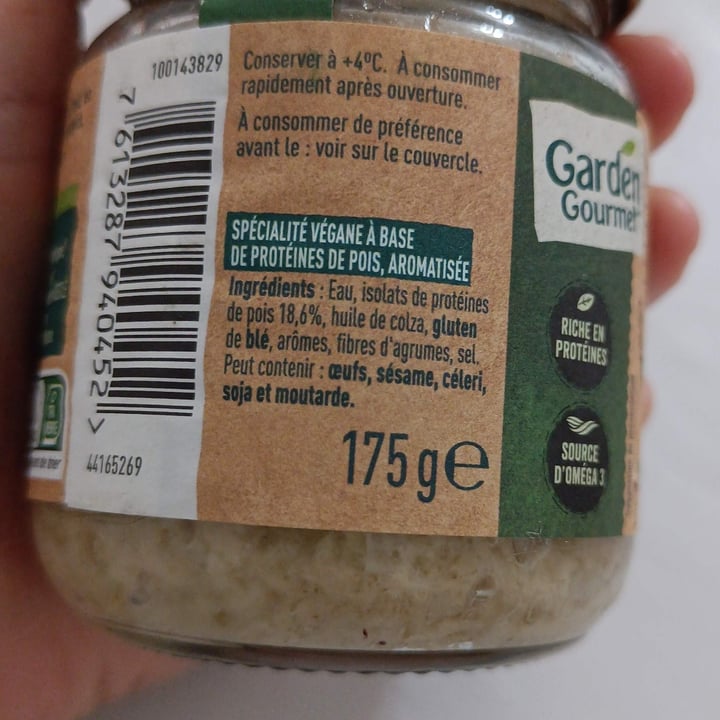 100143829
7 613287 940452 >
44165269
Conserver à +4°C. À consommer
rapidement après ouverture.
À consommer de préférence
avant le : voir sur le couvercle.
SPÉCIALITÉ VÉGANE À BASE
DE PROTÉINES DE POIS, AROMATISÉE
Ingrédients : Eau, isolats de protéines
de pois 18,6%, huile de colza, gluten
de blé, arômes, fibres d'agrumes, sel.
Peut contenir : œufs, sésame, céleri,
soja et moutarde.
175 g e
Garden
Gourmet
RICHE EN
PROTÉINES
SOURCE
D'OMÉGA 3